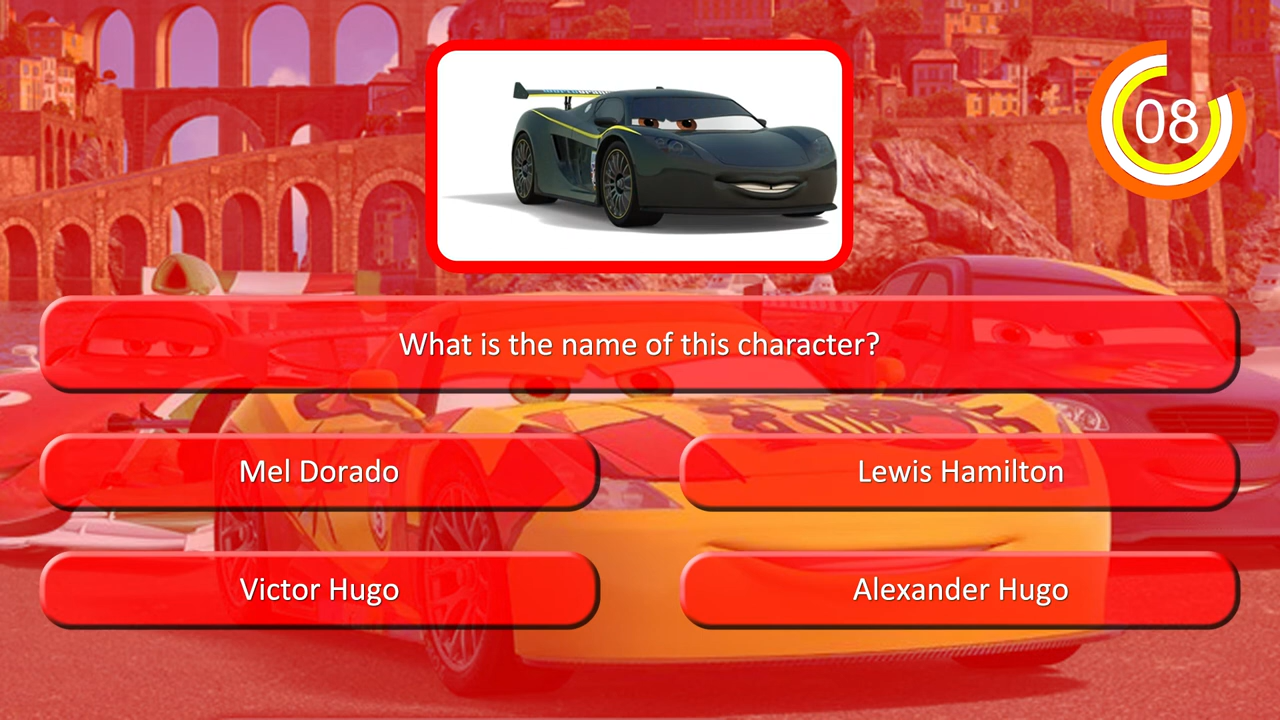 08
What is the name of this character?
Mel Dorado
Lewis Hamilton
Victor Hugo
Alexander Hugo